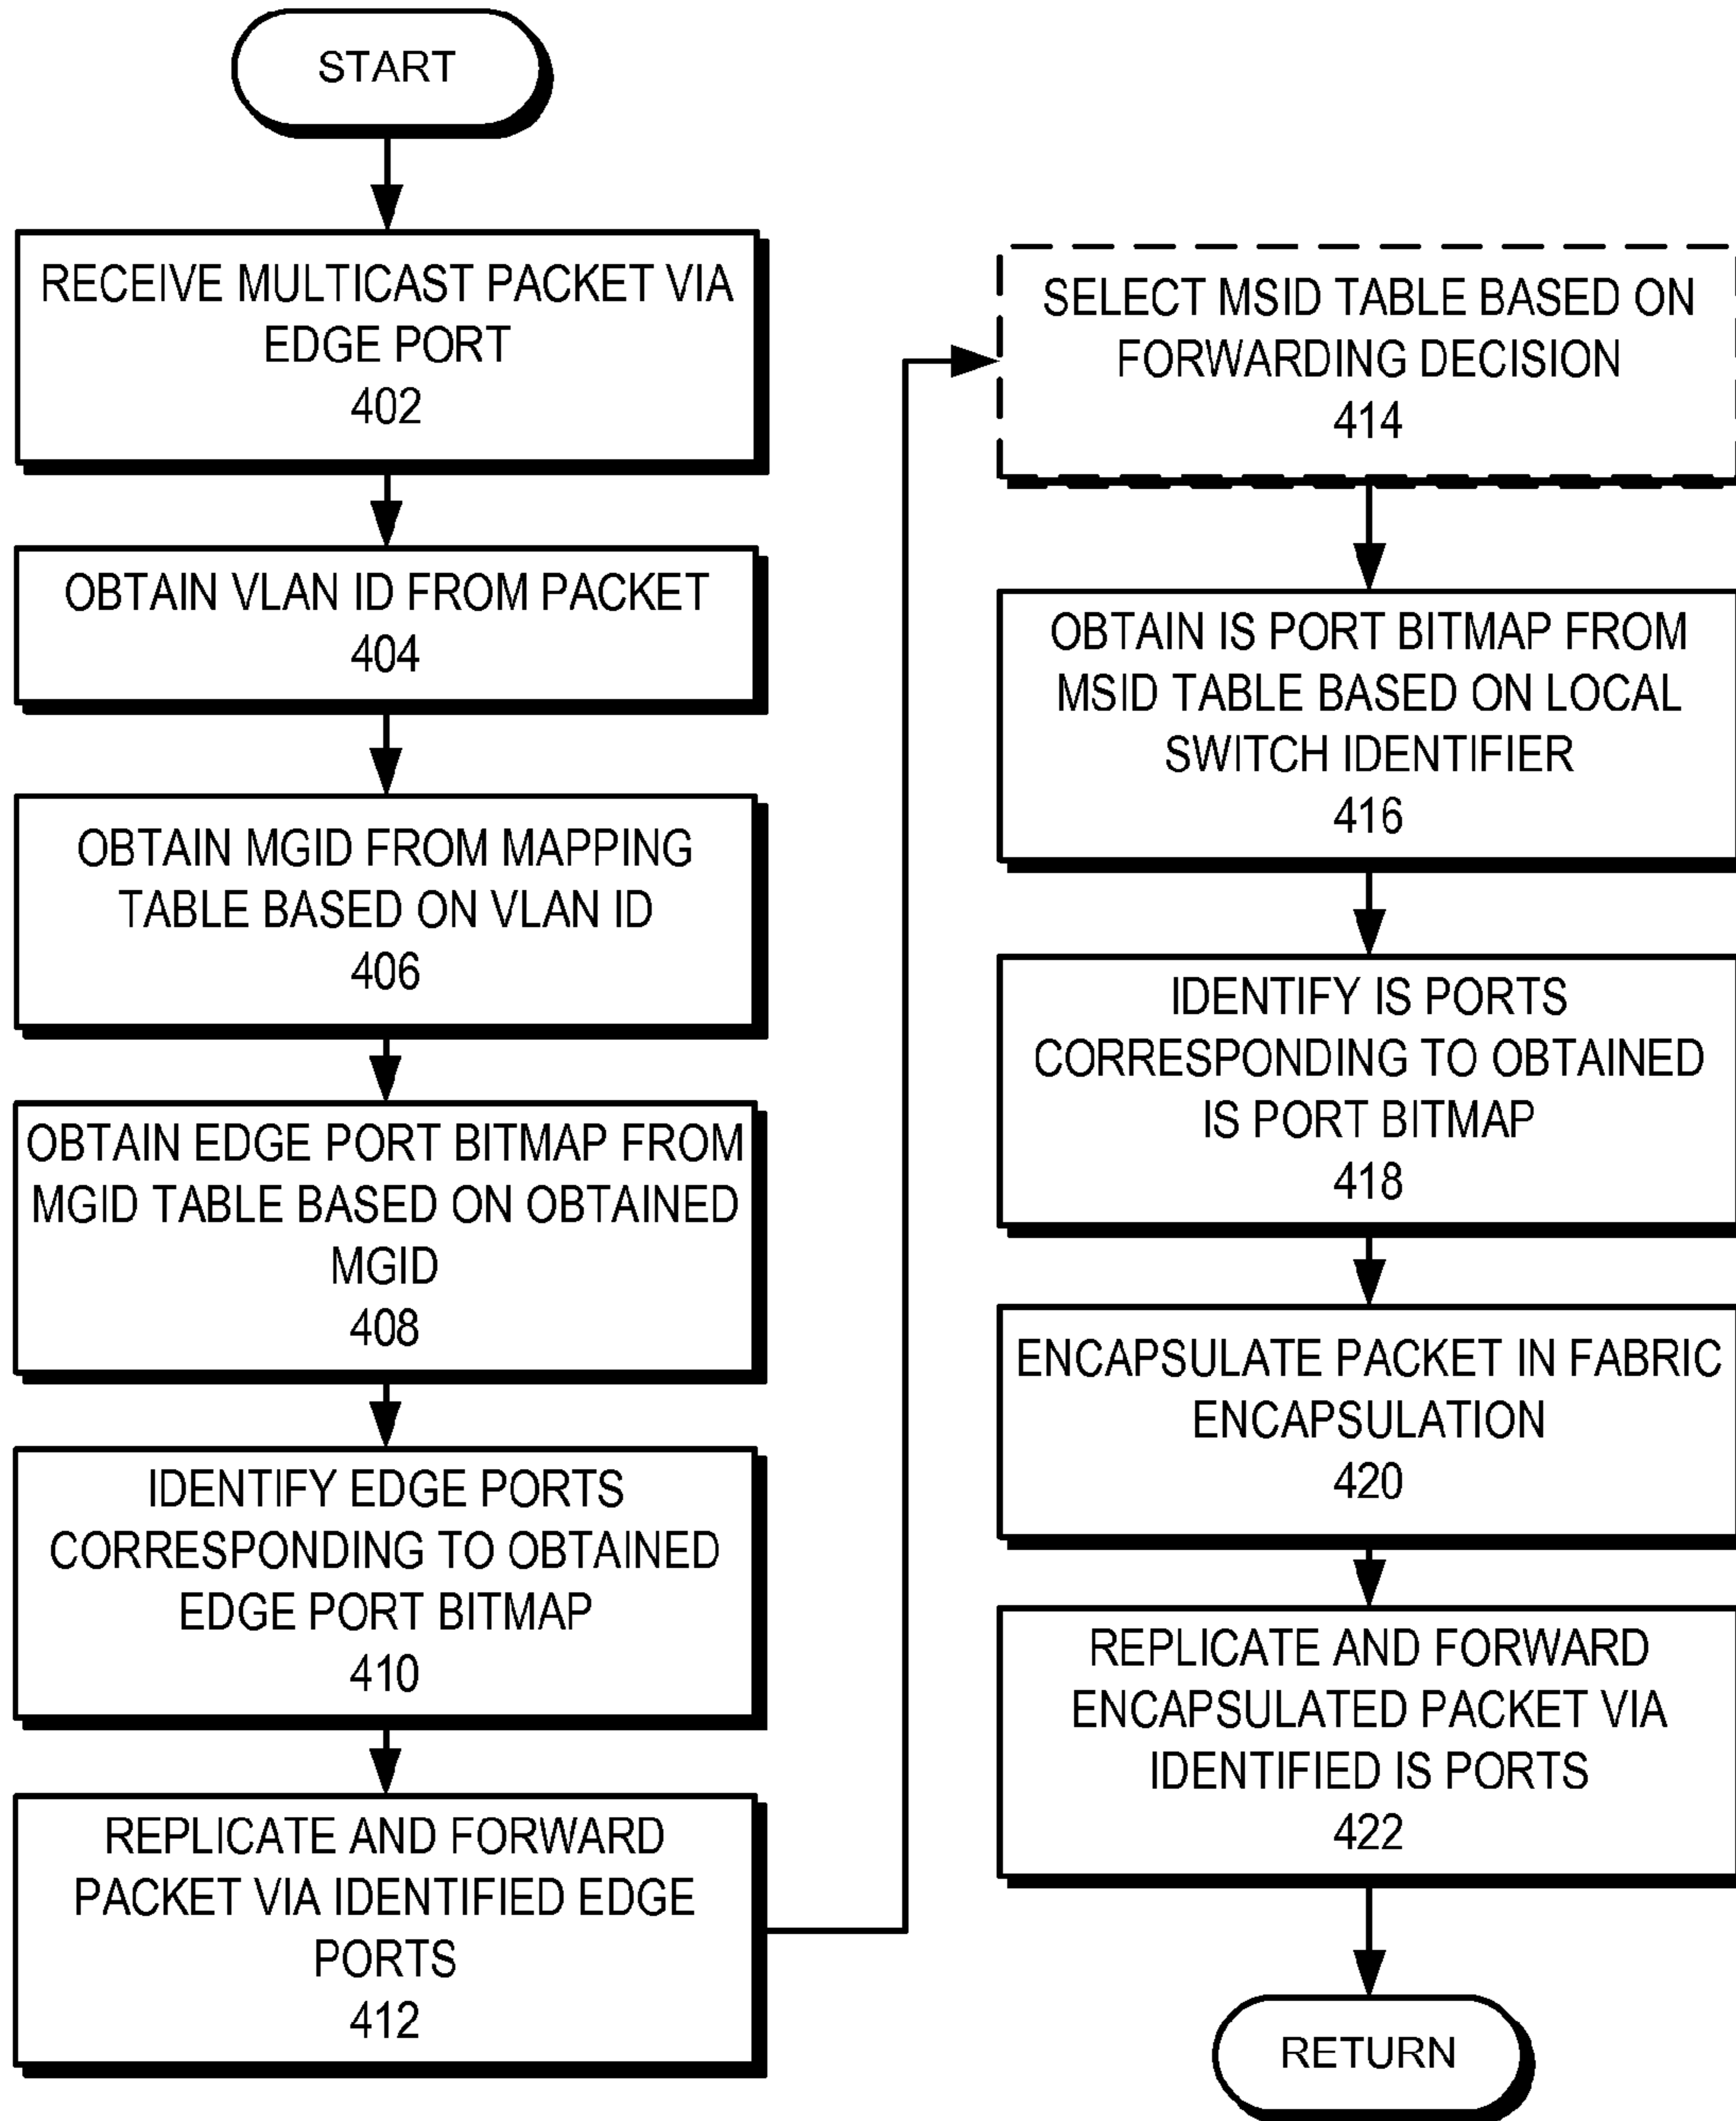 START
RECEIVE MULTICAST PACKET VIA
EDGE PORT
402
OBTAIN VLAN ID FROM PACKET
404
OBTAIN MGID FROM MAPPING
TABLE BASED ON VLAN ID
406
OBTAIN EDGE PORT BITMAP FROM
MGID TABLE BASED ON OBTAINED
MGID
408
IDENTIFY EDGE PORTS
CORRESPONDING TO OBTAINED
EDGE PORT BITMAP
410
REPLICATE AND FORWARD
PACKET VIA IDENTIFIED EDGE
PORTS
412
SELECT MSID TABLE BASED ON
FORWARDING DECISION
414
OBTAIN IS PORT BITMAP FROM
MSID TABLE BASED ON LOCAL
SWITCH IDENTIFIER
416
IDENTIFY IS PORTS
CORRESPONDING TO OBTAINED
IS PORT BITMAP
418
ENCAPSULATE PACKET IN FABRIC
ENCAPSULATION
420
REPLICATE AND FORWARD
ENCAPSULATED PACKET VIA
IDENTIFIED IS PORTS
422
RETURN